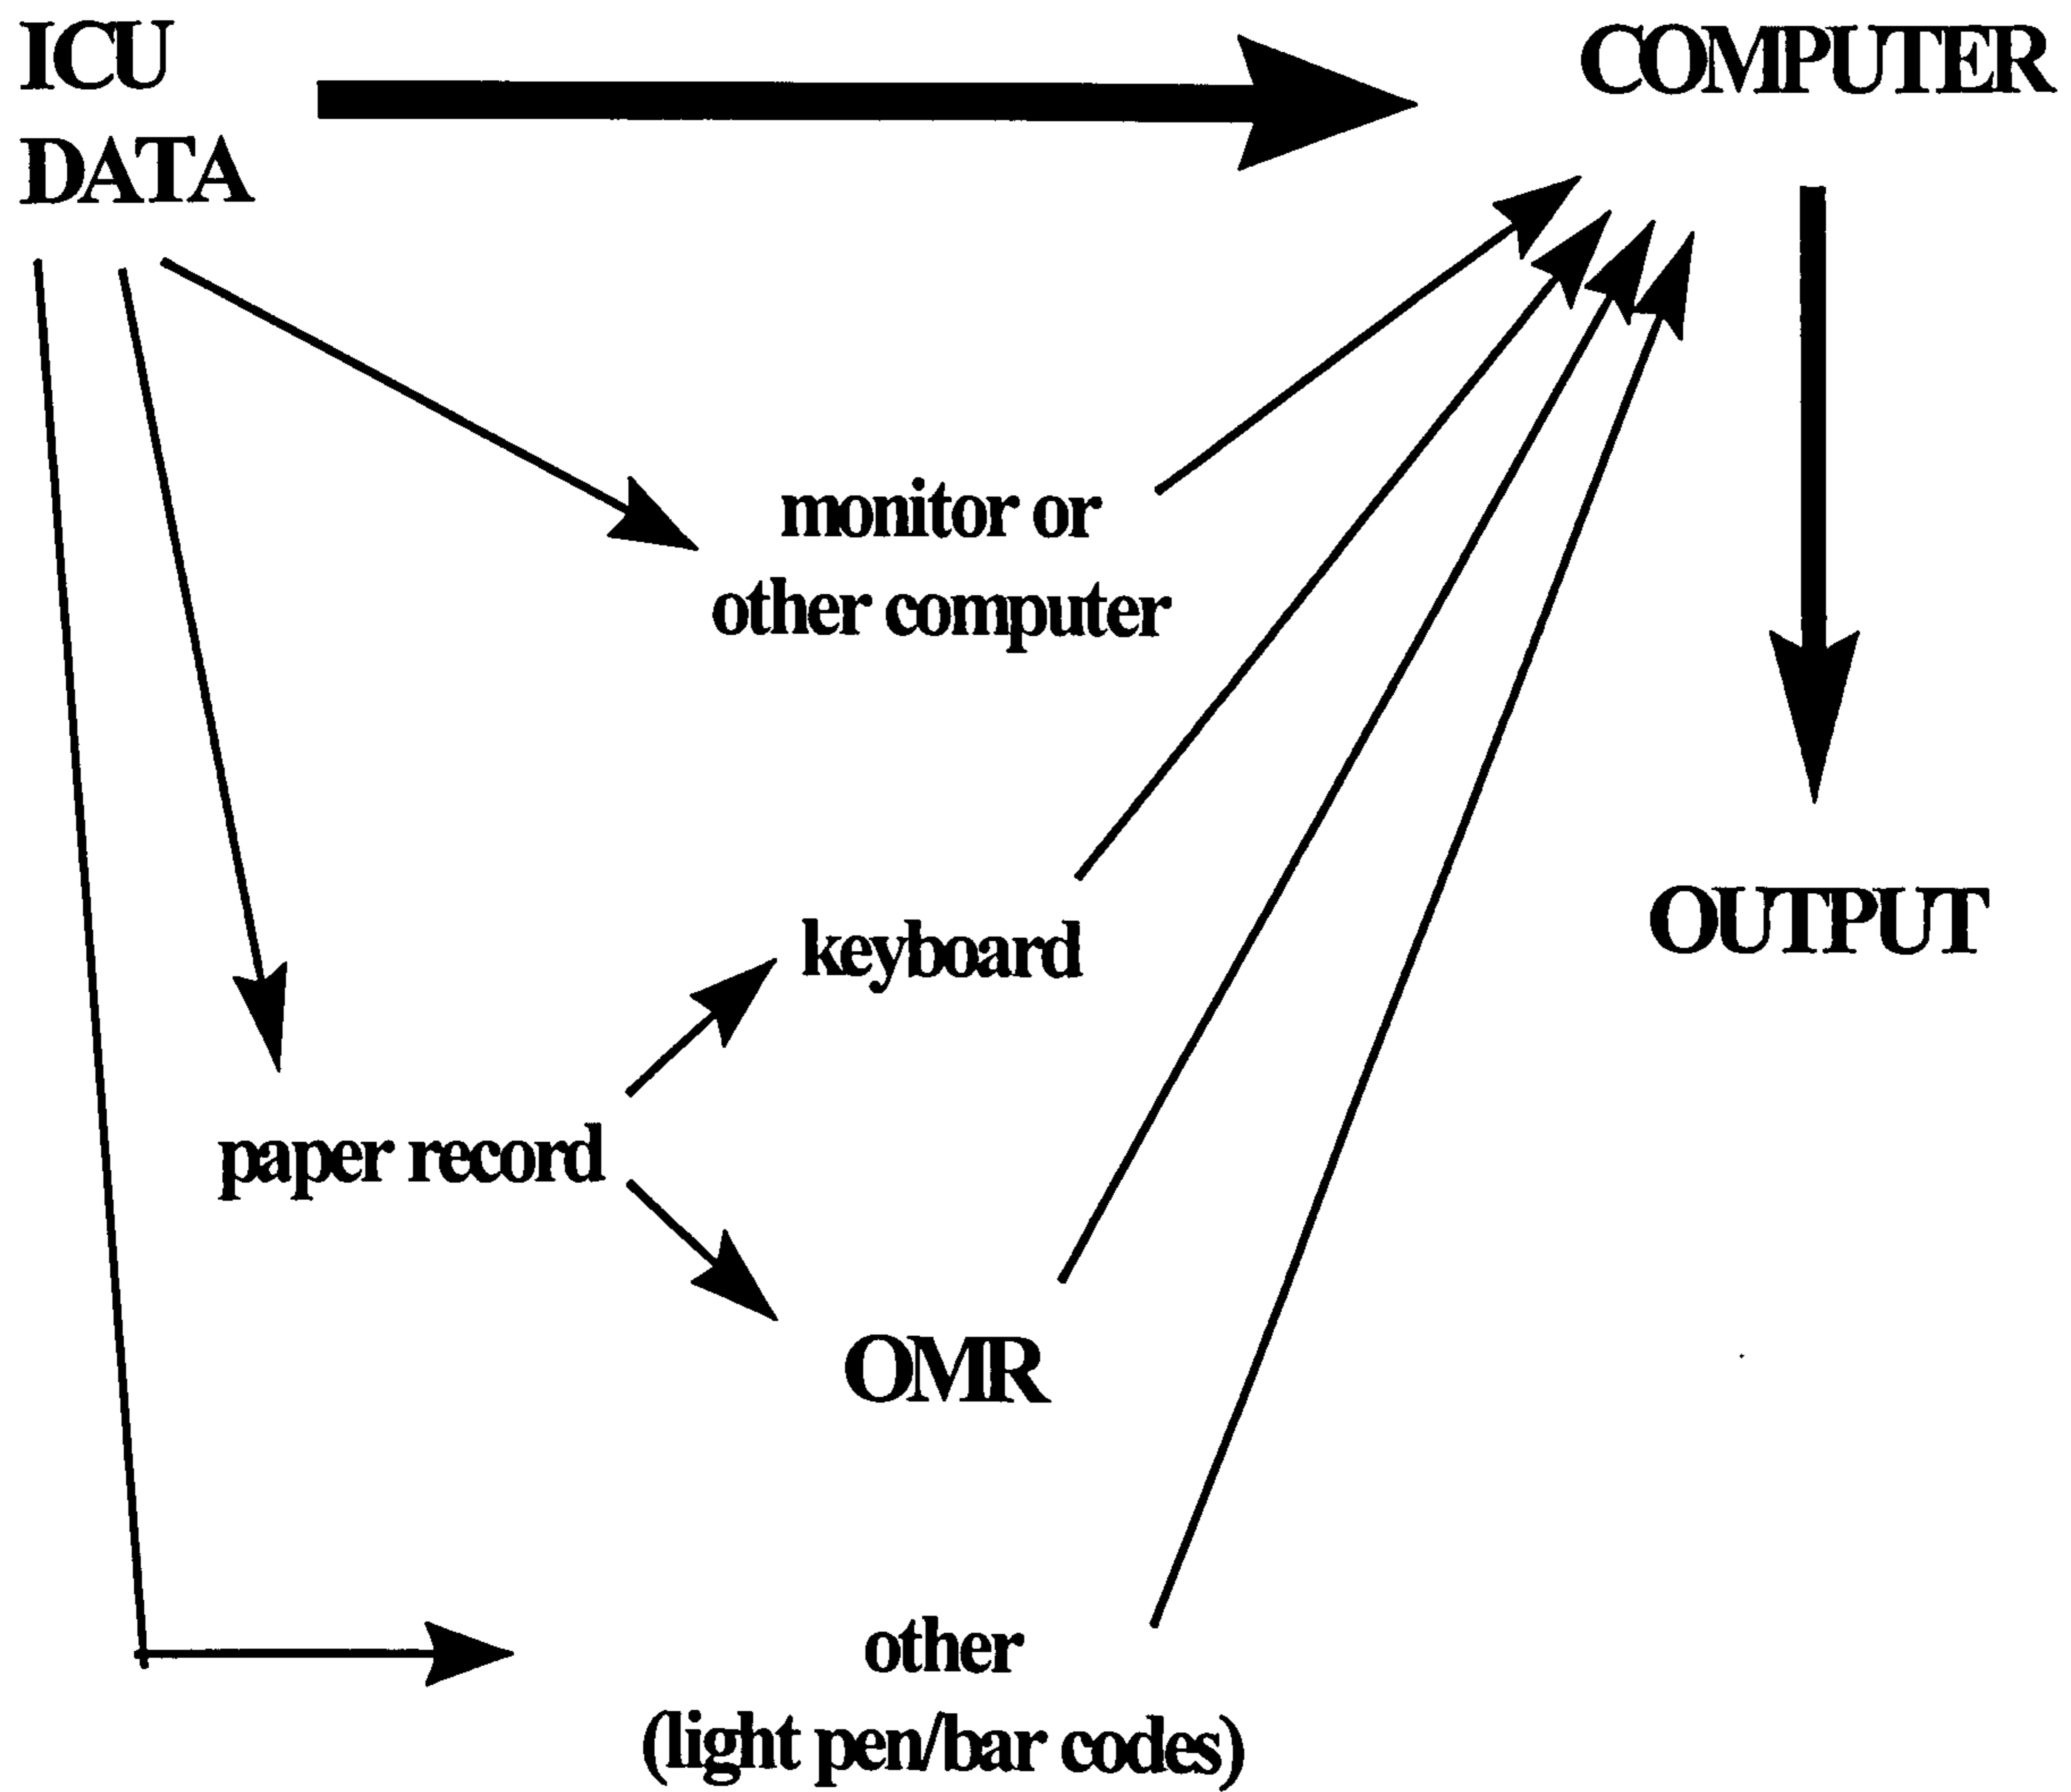 ICU
DATA
COMPUTER
monitor or
other computer
keyboard
OUTPUT
paper record
OMR
other
(light pen/bar codes)